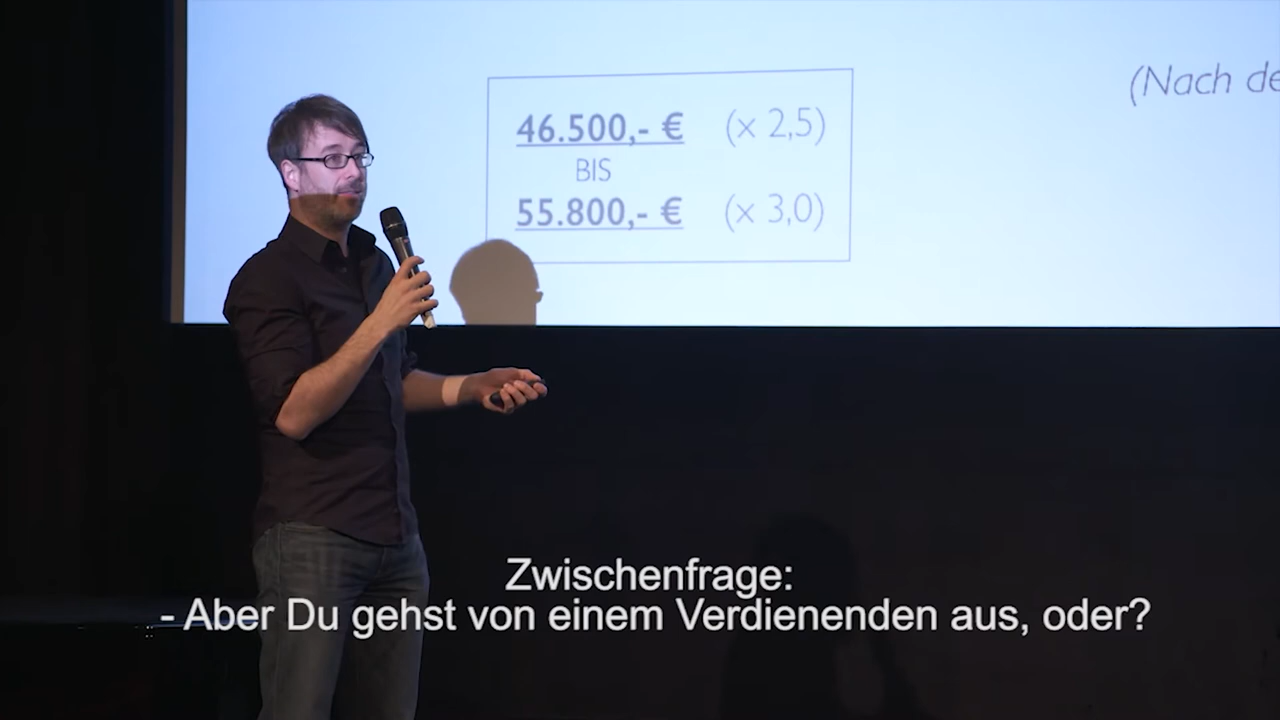 (Nach de
46.500,- € (x 2,5)
BIS
55.800,- € (x 3,0)
Zwischenfrage:
- Aber Du gehst von einem Verdienenden aus, oder?